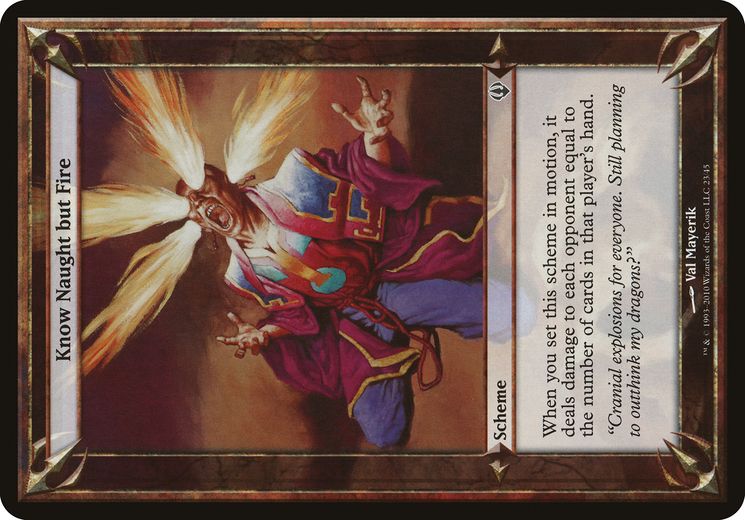 Know Naught but Fire
Scheme
When you set this scheme in motion, it
deals damage to each opponent equal to
the number of cards in that player's hand.
"Cranial explosions for everyone. Still planning
to outthink my dragons?"
Val Mayerik
™ & © 1993–2010 Wizards of the Coast LLC 23/45